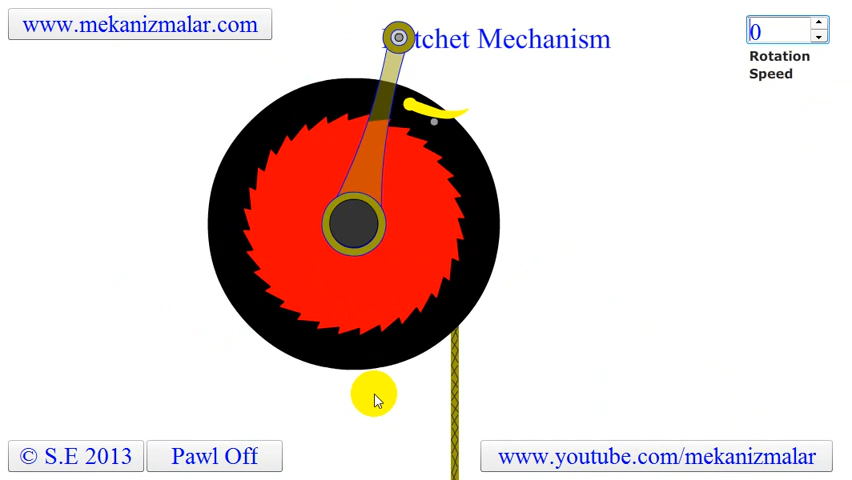 www.mekanizmalar.com
tchet Mechanism
0
Rotation
Speed
© S.E 2013
Pawl Off
www.youtube.com/mekanizmalar